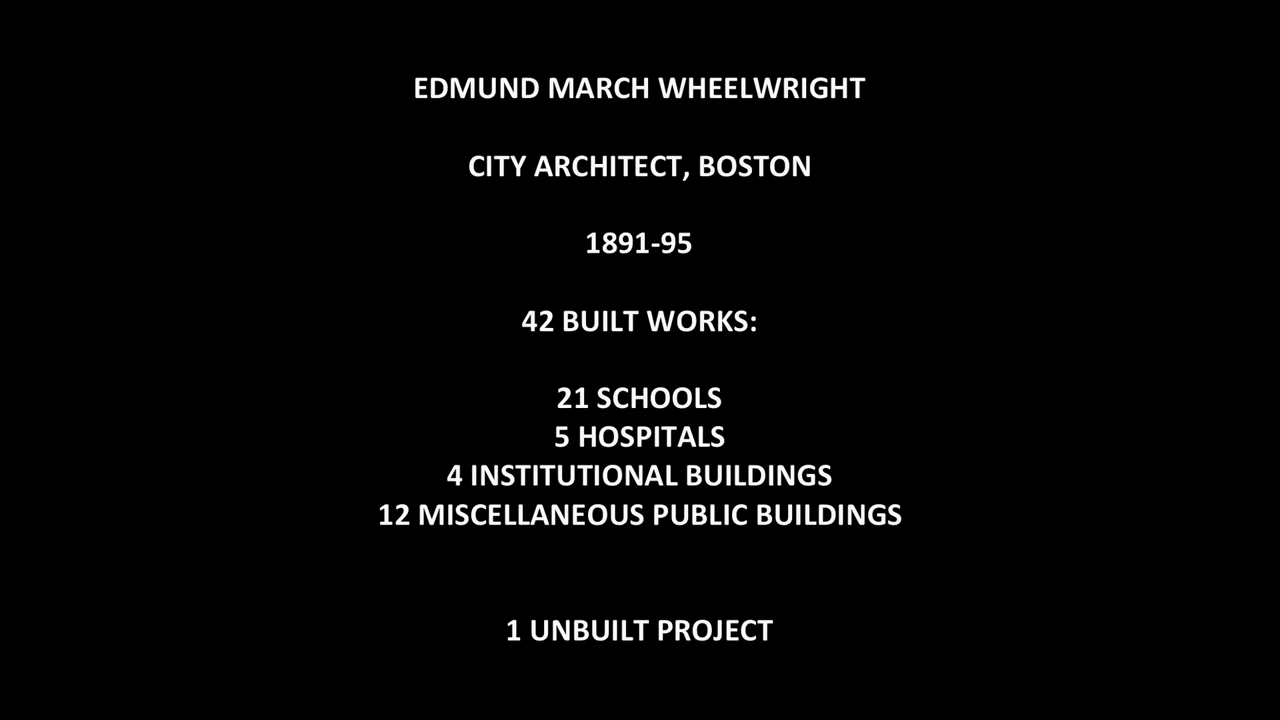 EDMUND MARCH WHEELWRIGHT
CITY ARCHITECT, BOSTON
1891-95
42 BUILT WORKS:
21 SCHOOLS
5 HOSPITALS
4 INSTITUTIONAL BUILDINGS
12 MISCELLANEOUS PUBLIC BUILDINGS
1 UNBUILT PROJECT